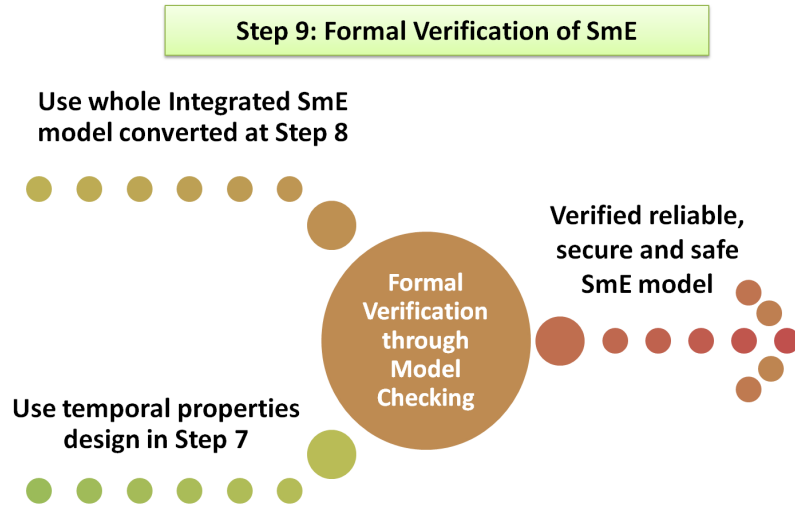 Step 9: Formal Verification of SmE
Use whole Integrated SmE
model converted at Step 8
Verified reliable,
secure and safe
SmE model
Formal
Verification
through
Model
Checking
Use temporal properties
design in Step 7